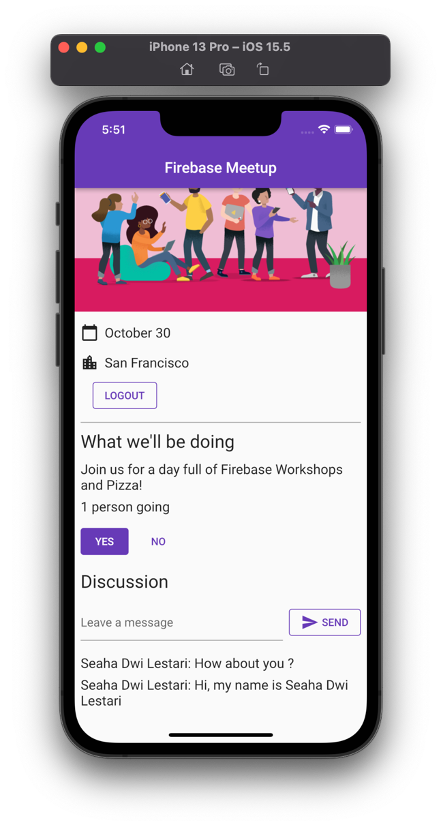 iPhone 13 Pro – iOS 15.5
5:51
Firebase Meetup
October 30
San Francisco
LOGOUT
What we'll be doing
Join us for a day full of Firebase Workshops
and Pizza!
1 person going
YES NO
Discussion
Leave a message SEND
Seaha Dwi Lestari: How about you ?
Seaha Dwi Lestari: Hi, my name is Seaha Dwi
Lestari